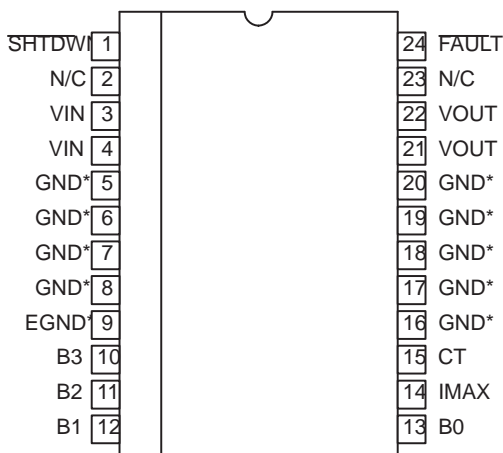 SHTDWN 1 24 FAULT
N/C 2 23 N/C
VIN 3 22 VOUT
VIN 4 21 VOUT
GND* 5 20 GND*
GND* 6 19 GND*
GND* 7 18 GND*
GND* 8 17 GND*
EGND* 9 16 GND*
B3 10 15 CT
B2 11 14 IMAX
B1 12 13 B0